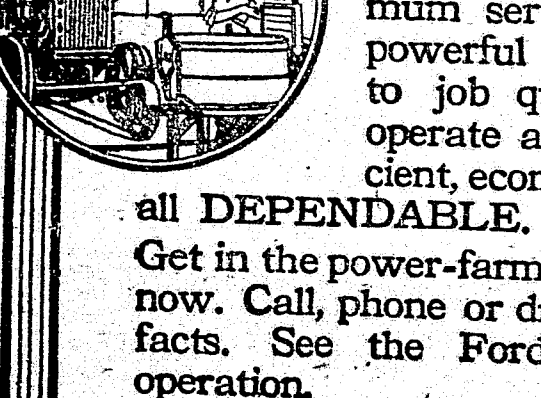 mum ser
powerful
to job q
operate a
cient, econ
all DEPENDABLE.
Get in the power-farm
now. Call, phone or d
facts. See the Ford
operation.